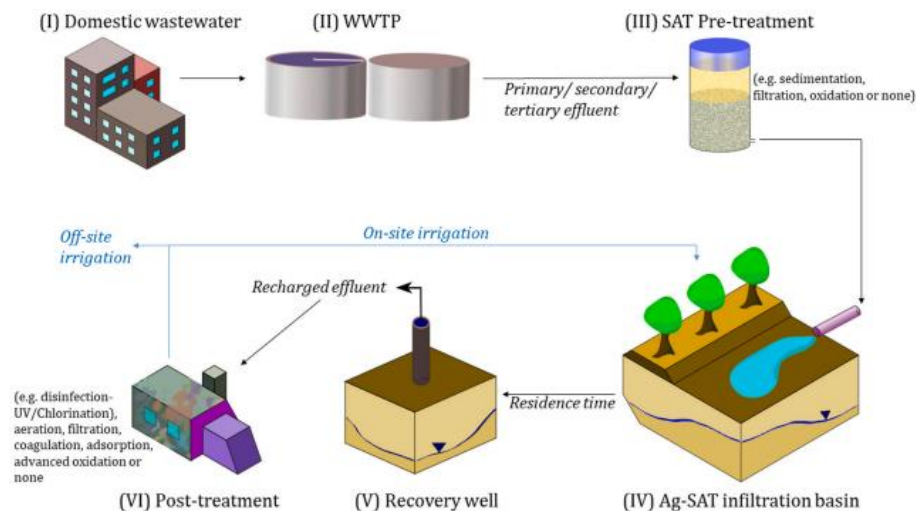 (I) Domestic wastewater
(II) WWTP
(III) SAT Pre-treatment
Primary/ secondary/
tertiary effluent
(e.g. sedimentation,
filtration, oxidation or none)
Off-site
irrigation
On-site irrigation
Recharged effluent
(e.g. disinfection-
UV/Chlorination),
aeration, filtration,
coagulation, adsorption,
advanced oxidation or
none
Residence time
(VI) Post-treatment
(V) Recovery well
(IV) Ag-SAT infiltration basin